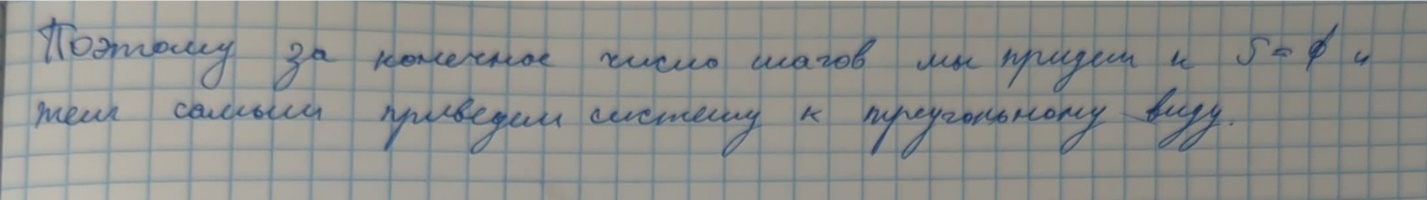 Поэтому за конечное число шагов мы придем к S = ∅ и
тем самым приведем систему к треугольному виду.